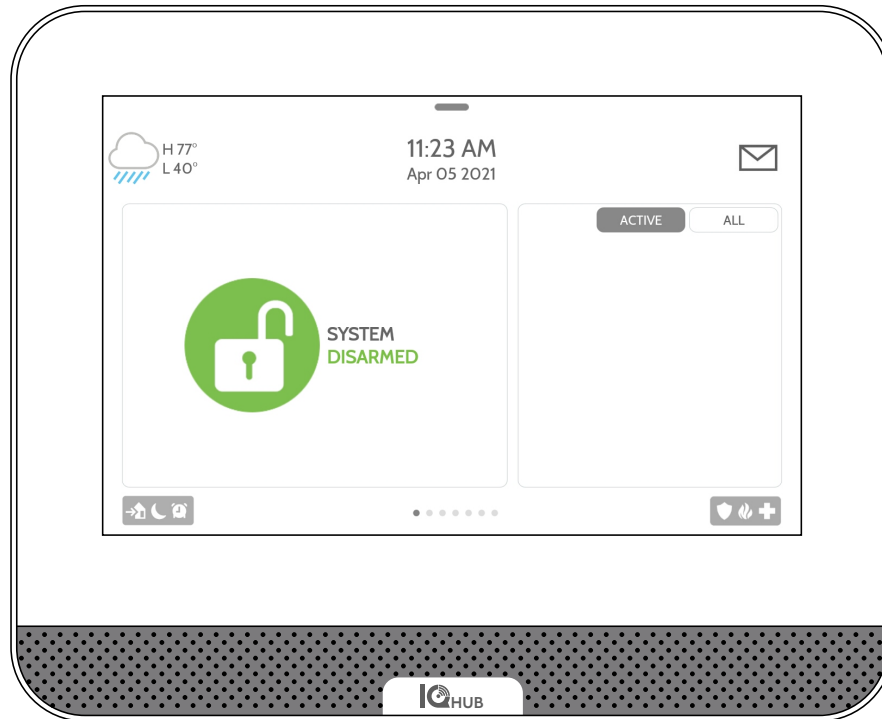 H 77°
L 40°
11:23 AM
Apr 05 2021
ACTIVE
ALL
SYSTEM
DISARMED
IQ HUB